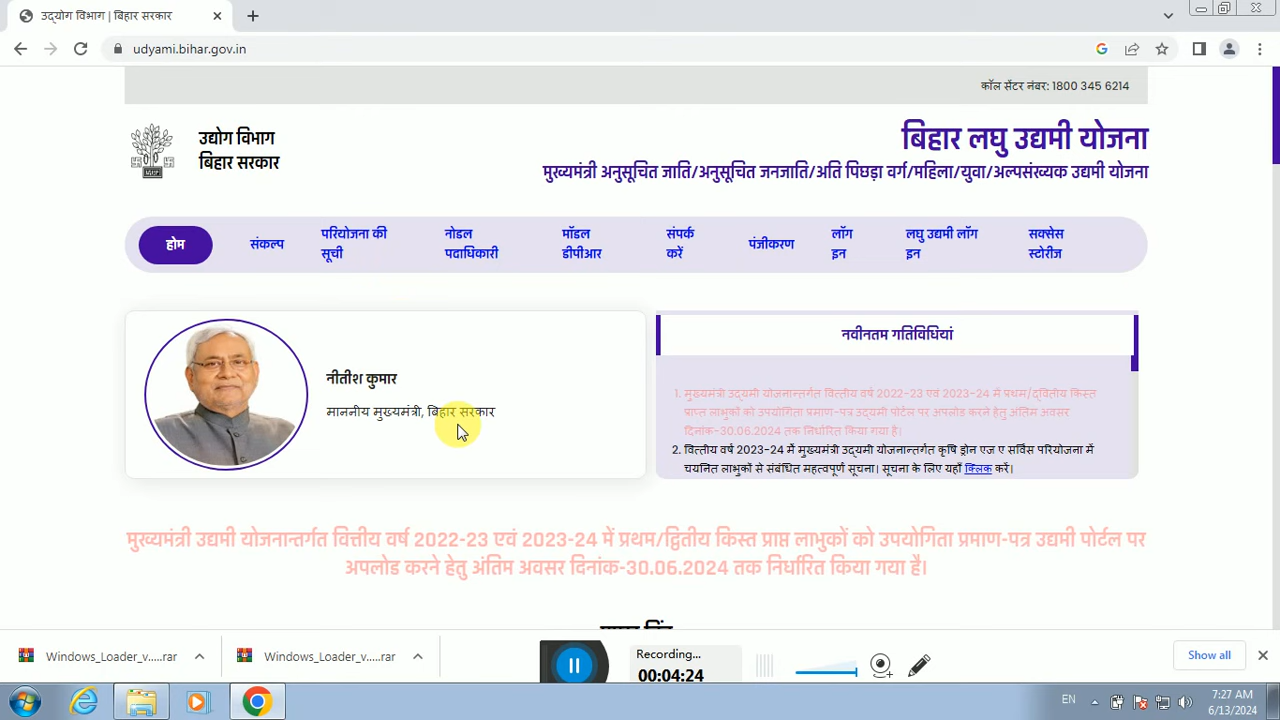 उद्योग विभाग | बिहार सरकार
udyami.bihar.gov.in
कॉल सेंटर नंबर: 1800 345 6214
उद्योग विभाग
बिहार सरकार
बिहार लघु उद्यमी योजना
मुख्यमंत्री अनुसूचित जाति/अनुसूचित जनजाति/अति पिछड़ा वर्ग/महिला/युवा/अल्पसंख्यक उद्यमी योजना
होम
संकल्प
परियोजना की
सूची
नोडल
पदाधिकारी
मॉडल
डीपीआर
संपर्क
करें
पंजीकरण
लॉग
इन
लघु उद्यमी लॉग
इन
सक्सेस
स्टोरीज
नीतीश कुमार
माननीय मुख्यमंत्री, बिहार सरकार
नवीनतम गतिविधियां
1. मुख्यमंत्री उद्यमी योजनान्तर्गत वित्तीय वर्ष 2022-23 एवं 2023-24 में प्रथम/द्वितीय किस्त
प्राप्त लाभुकों को उपयोगिता प्रमाण-पत्र उद्यमी पोर्टल पर अपलोड करने हेतु अंतिम अवसर
दिनांक-30.06.2024 तक निर्धारित किया गया है।
2. वित्तीय वर्ष 2023-24 में मुख्यमंत्री उद्यमी योजनान्तर्गत कृषि ड्रोन एज ए सर्विस परियोजना में
चयनित लाभुकों से संबंधित महत्वपूर्ण सूचना। सूचना के लिए यहाँ क्लिक करें।
मुख्यमंत्री उद्यमी योजनान्तर्गत वित्तीय वर्ष 2022-23 एवं 2023-24 में प्रथम/द्वितीय किस्त प्राप्त लाभुकों को उपयोगिता प्रमाण-पत्र उद्यमी पोर्टल पर
अपलोड करने हेतु अंतिम अवसर दिनांक-30.06.2024 तक निर्धारित किया गया है।
Windows_Loader_v.....rar
Windows_Loader_v.....rar
Show all
Recording...
00:04:24
EN
7:27 AM
6/13/2024